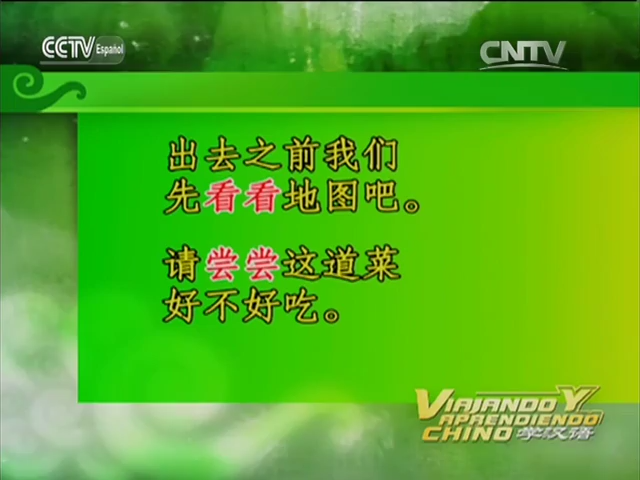 CCTV Español
CNTV
出去之前我们
先看看地图吧。
请尝尝这道菜
好不好吃。
VIAJANDO Y
APRENDIENDO
CHINO 学汉语